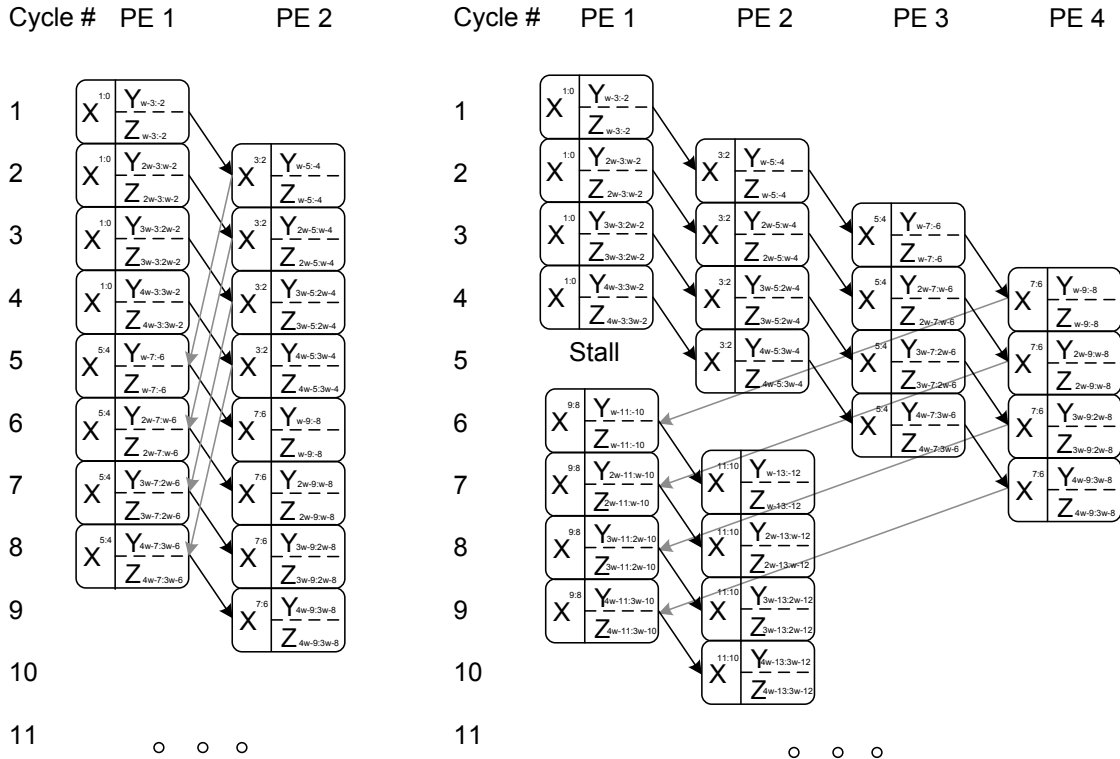 Cycle # PE 1 PE 2
1
X 1:0 Y w-3:-2
Z w-3:-2
2
X 1:0 Y 2w-3:w-2
Z 2w-3:w-2
X 3:2 Y w-5:-4
Z w-5:-4
3
X 1:0 Y 3w-3:2w-2
Z 3w-3:2w-2
X 3:2 Y 2w-5:w-4
Z 2w-5:w-4
4
X 1:0 Y 4w-3:3w-2
Z 4w-3:3w-2
X 3:2 Y 3w-5:2w-4
Z 3w-5:2w-4
5
X 5:4 Y w-7:-6
Z w-7:-6
X 3:2 Y 4w-5:3w-4
Z 4w-5:3w-4
6
X 5:4 Y 2w-7:w-6
Z 2w-7:w-6
X 7:6 Y w-9:-8
Z w-9:-8
7
X 5:4 Y 3w-7:2w-6
Z 3w-7:2w-6
X 7:6 Y 2w-9:w-8
Z 2w-9:w-8
8
X 5:4 Y 4w-7:3w-6
Z 4w-7:3w-6
X 7:6 Y 3w-9:2w-8
Z 3w-9:2w-8
9
X 7:6 Y 4w-9:3w-8
Z 4w-9:3w-8
10
11
Cycle # PE 1 PE 2 PE 3 PE 4
1
X 1:0 Y w-3:-2
Z w-3:-2
2
X 1:0 Y 2w-3:w-2
Z 2w-3:w-2
X 3:2 Y w-5:-4
Z w-5:-4
3
X 1:0 Y 3w-3:2w-2
Z 3w-3:2w-2
X 3:2 Y 2w-5:w-4
Z 2w-5:w-4
X 5:4 Y w-7:-6
Z w-7:-6
4
X 1:0 Y 4w-3:3w-2
Z 4w-3:3w-2
X 3:2 Y 3w-5:2w-4
Z 3w-5:2w-4
X 5:4 Y 2w-7:w-6
Z 2w-7:w-6
X 7:6 Y w-9:-8
Z w-9:-8
5
Stall
X 3:2 Y 4w-5:3w-4
Z 4w-5:3w-4
X 5:4 Y 3w-7:2w-6
Z 3w-7:2w-6
X 7:6 Y 2w-9:w-8
Z 2w-9:w-8
6
X 9:8 Y w-11:-10
Z w-11:-10
X 5:4 Y 4w-7:3w-6
Z 4w-7:3w-6
X 7:6 Y 3w-9:2w-8
Z 3w-9:2w-8
7
X 9:8 Y 2w-11:w-10
Z 2w-11:w-10
X 11:10 Y w-13:-12
Z w-13:-12
X 7:6 Y 4w-9:3w-8
Z 4w-9:3w-8
8
X 9:8 Y 3w-11:2w-10
Z 3w-11:2w-10
X 11:10 Y 2w-13:w-12
Z 2w-13:w-12
9
X 9:8 Y 4w-11:3w-10
Z 4w-11:3w-10
X 11:10 Y 3w-13:2w-12
Z 3w-13:2w-12
10
X 11:10 Y 4w-13:3w-12
Z 4w-13:3w-12
11